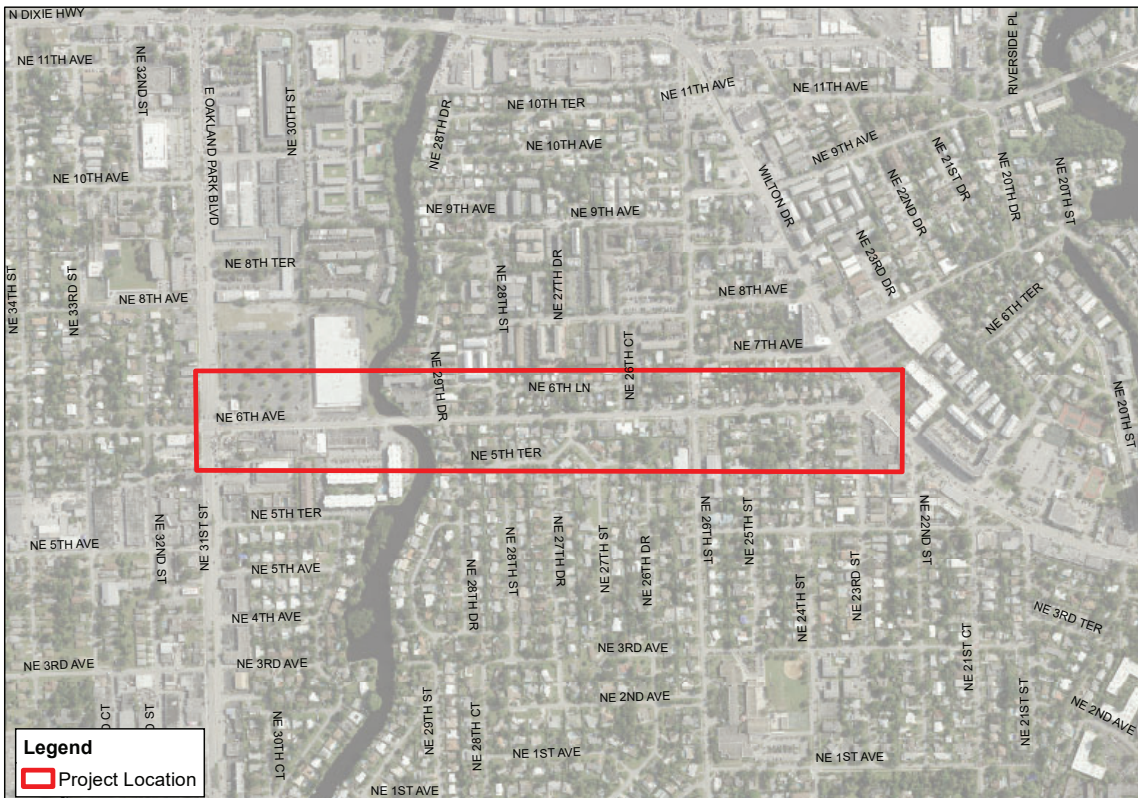 N DIXIE HWY
NE 11TH AVE
NE 32ND ST
E OAKLAND PARK BLVD
NE 30TH ST
NE 28TH DR
NE 10TH TER
NE 10TH AVE
NE 11TH AVE
NE 11TH AVE
RIVERSIDE PL
NE 9TH AVE
NE 21ST DR
NE 20TH DR
NE 20TH ST
NE 22ND DR
WILTON DR
NE 10TH AVE
NE 9TH AVE
NE 9TH AVE
NE 23RD DR
NE 34TH ST
NE 33RD ST
NE 8TH TER
NE 8TH AVE
NE 28TH ST
NE 27TH DR
NE 8TH AVE
NE 6TH TER
NE 7TH AVE
NE 26TH CT
NE 29TH DR
NE 6TH LN
NE 6TH AVE
NE 20TH ST
NE 5TH TER
NE 5TH TER
NE 5TH AVE
NE 32ND ST
NE 31ST ST
NE 5TH AVE
NE 28TH DR
NE 28TH ST
NE 27TH DR
NE 27TH ST
NE 26TH DR
NE 26TH ST
NE 25TH ST
NE 24TH ST
NE 23RD ST
NE 22ND ST
NE 4TH AVE
NE 3RD TER
NE 3RD AVE
NE 3RD AVE
NE 3RD AVE
NE 21ST CT
NE 21ST ST
NE 2ND AVE
NE 2ND AVE
D CT
D ST
NE 30TH CT
NE 29TH ST
NE 28TH CT
NE 1ST AVE
NE 1ST AVE
NE 1ST AVE
Legend
Project Location